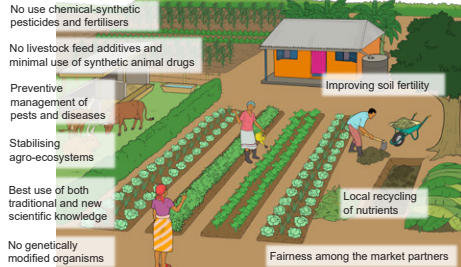 No use chemical-synthetic
pesticides and fertilisers
No livestock feed additives and
minimal use of synthetic animal drugs
Preventive
management of
pests and diseases
Stabilising
agro-ecosystems
Best use of both
traditional and new
scientific knowledge
No genetically
modified organisms
Improving soil fertility
Local recycling
of nutrients
Fairness among the market partners